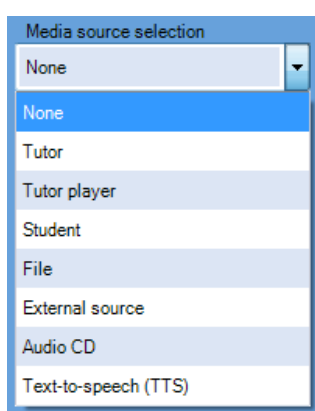 Media source selection
None
None
Tutor
Tutor player
Student
File
External source
Audio CD
Text-to-speech (TTS)